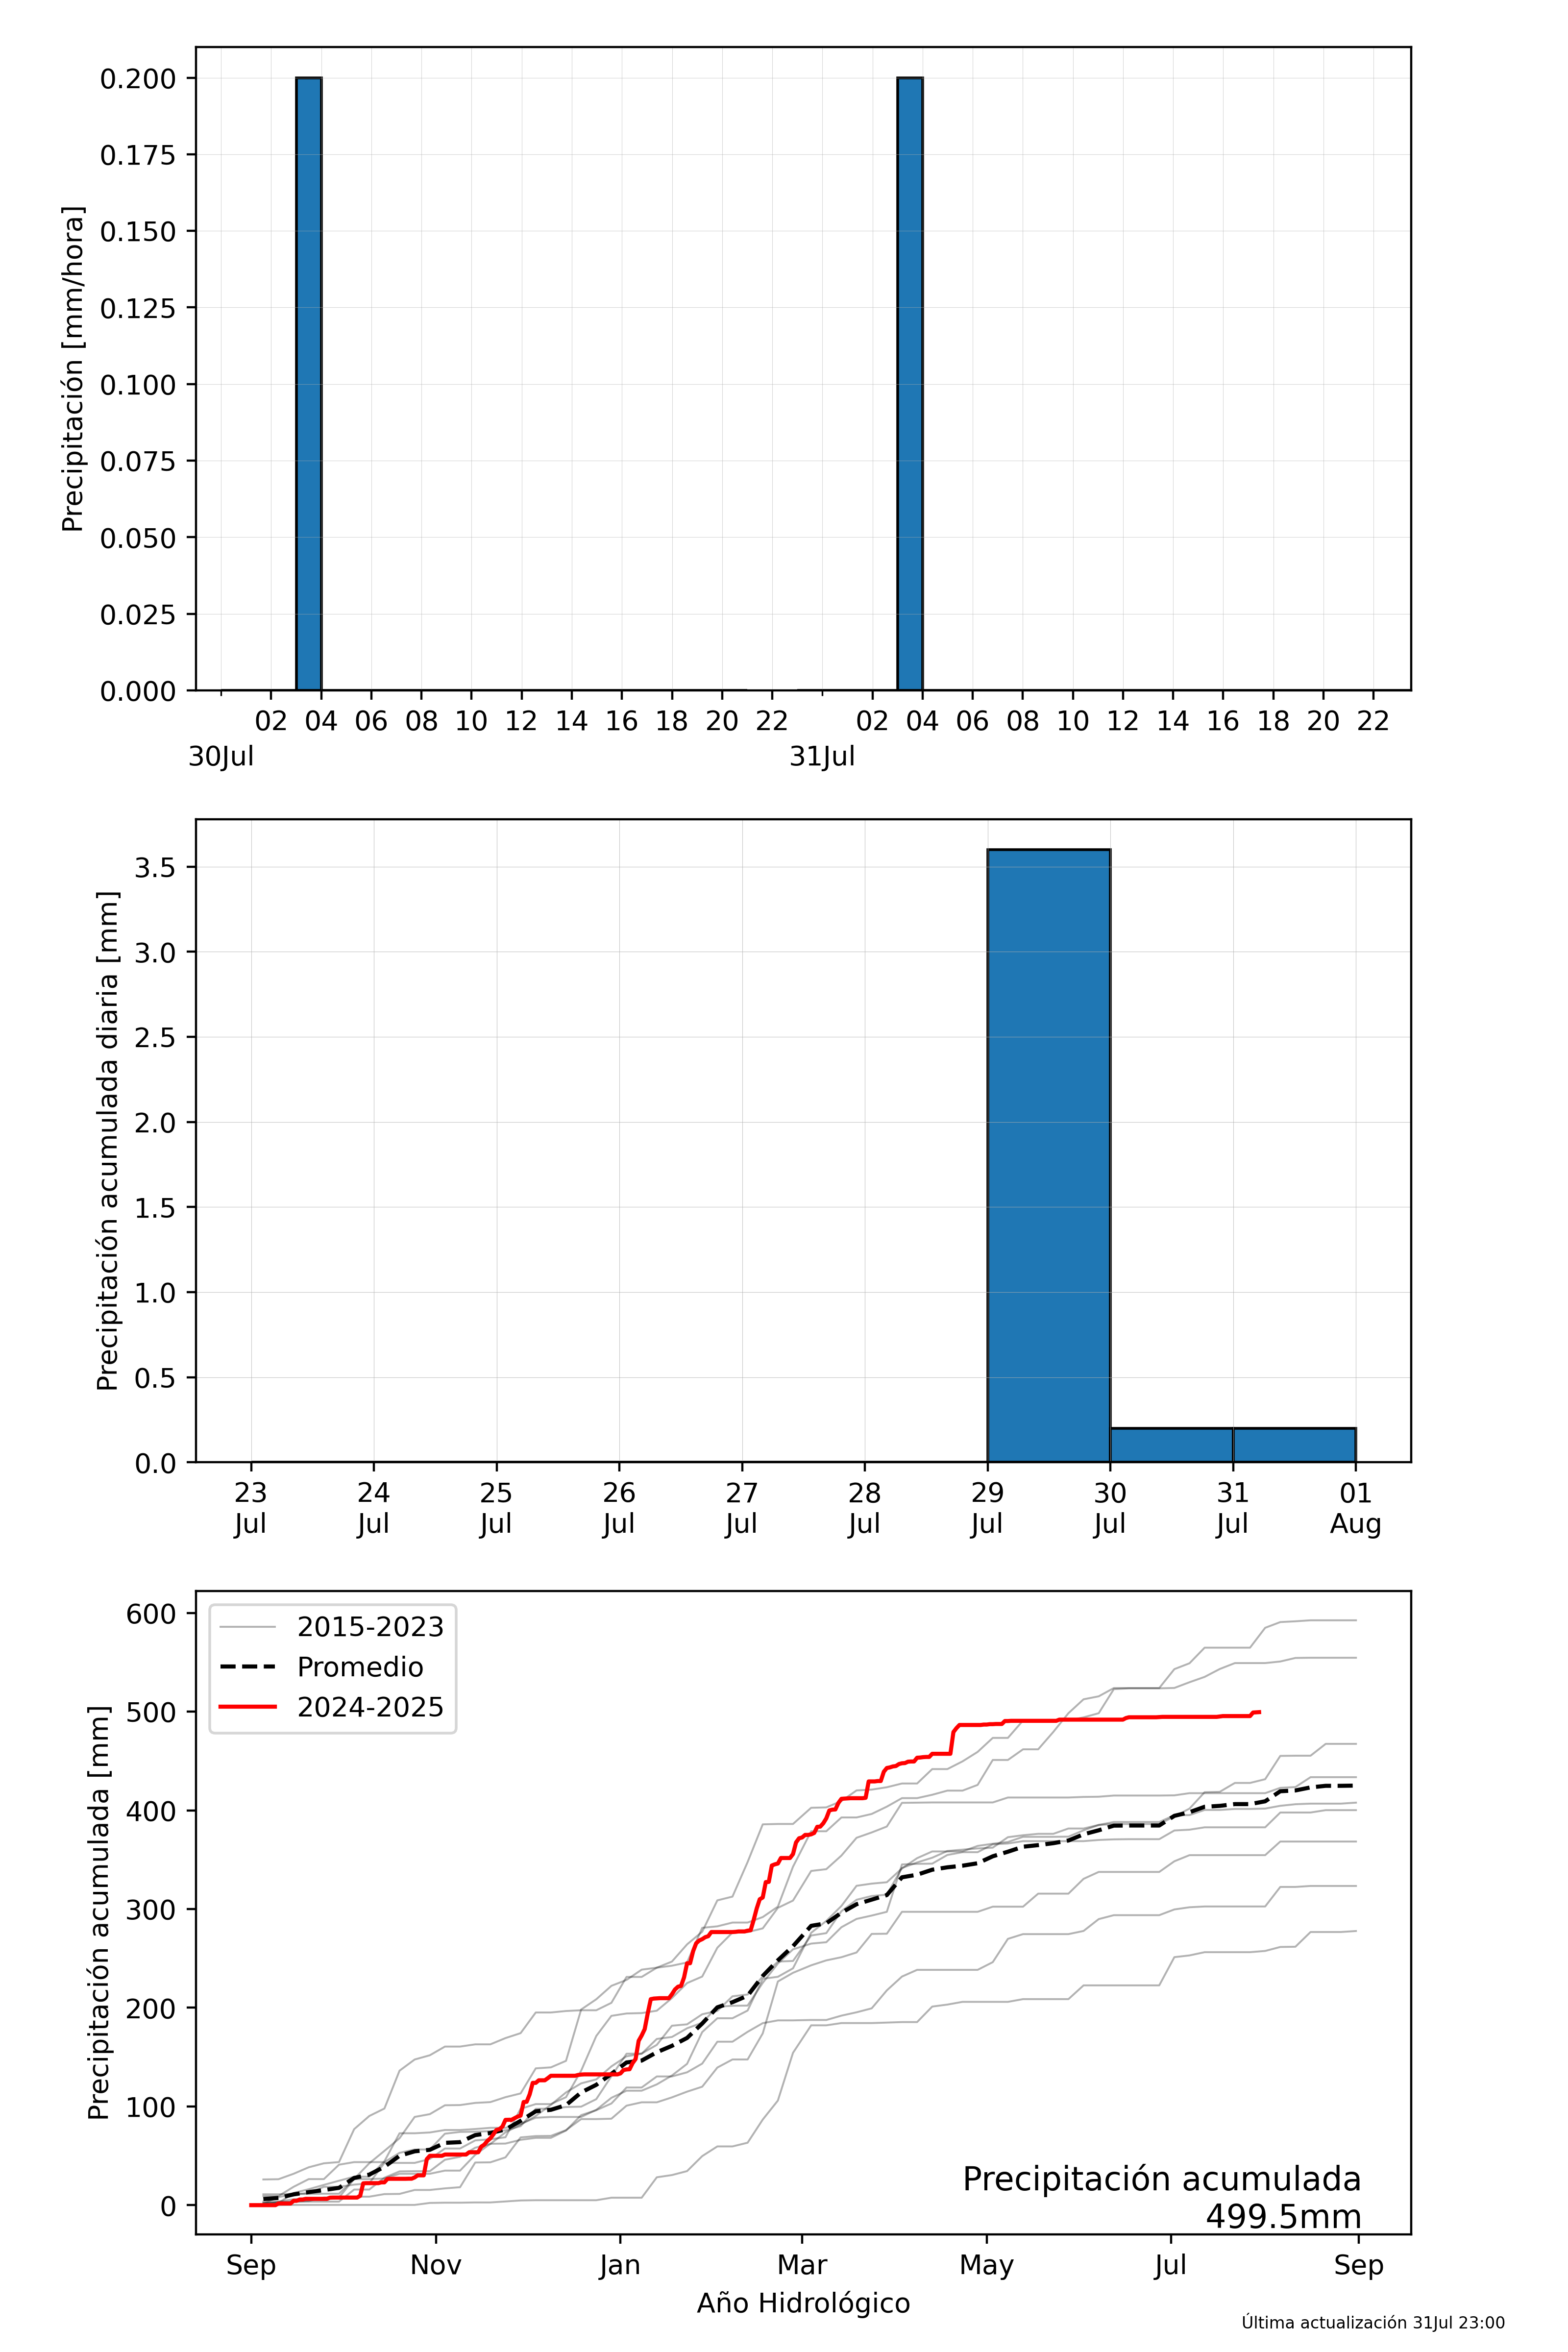 Precipitación [mm/hora]
0.200
0.175
0.150
0.125
0.100
0.075
0.050
0.025
0.000
02 04 06 08 10 12 14 16 18 20 22 02 04 06 08 10 12 14 16 18 20 22
30Jul 31Jul
Precipitación acumulada diaria [mm]
3.5
3.0
2.5
2.0
1.5
1.0
0.5
0.0
23 24 25 26 27 28 29 30 31 01
Jul Jul Jul Jul Jul Jul Jul Jul Jul Aug
Precipitación acumulada [mm]
600
500
400
300
200
100
0
2015-2023
Promedio
2024-2025
Precipitación acumulada
499.5mm
Sep Nov Jan Mar May Jul Sep
Año Hidrológico
Última actualización 31Jul 23:00